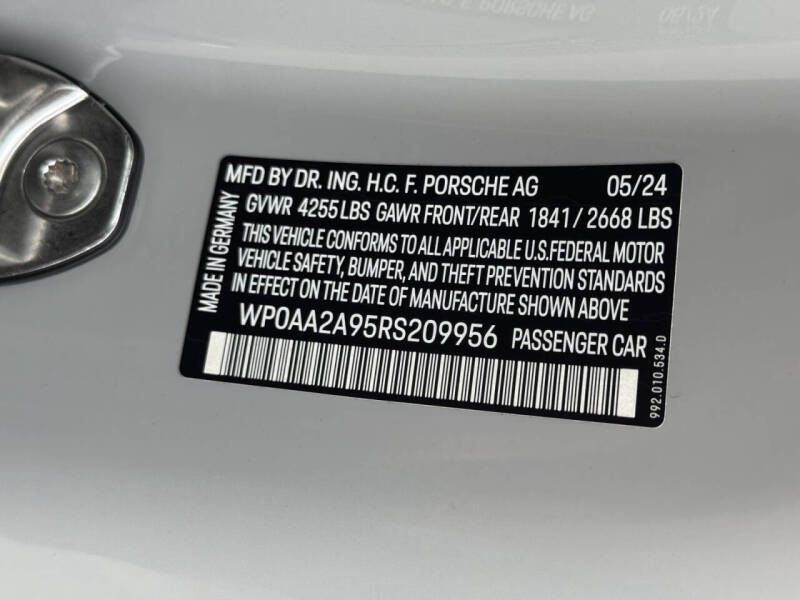 MFD BY DR. ING. H.C. F. PORSCHE AG 05/24
GVWR 4255 LBS GAWR FRONT/REAR 1841 / 2668 LBS
THIS VEHICLE CONFORMS TO ALL APPLICABLE U.S.FEDERAL MOTOR
VEHICLE SAFETY, BUMPER, AND THEFT PREVENTION STANDARDS
IN EFFECT ON THE DATE OF MANUFACTURE SHOWN ABOVE
WP0AA2A95RS209956 PASSENGER CAR
MADE IN GERMANY
992.010.534.D